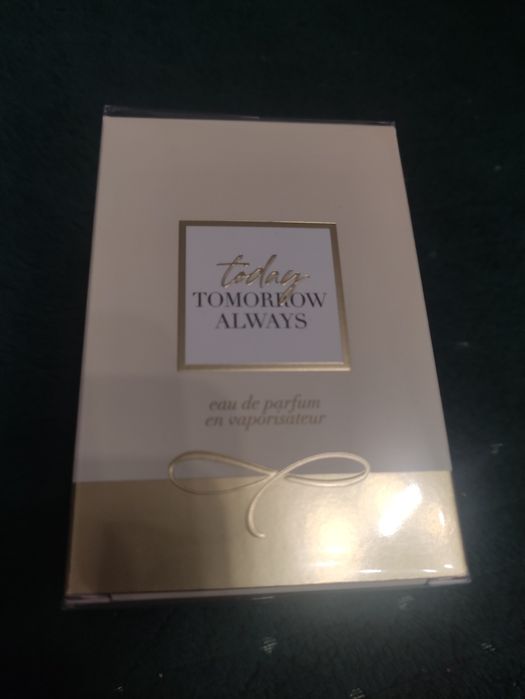 today
TOMORROW
ALWAYS
eau de parfum
en vaporisateur